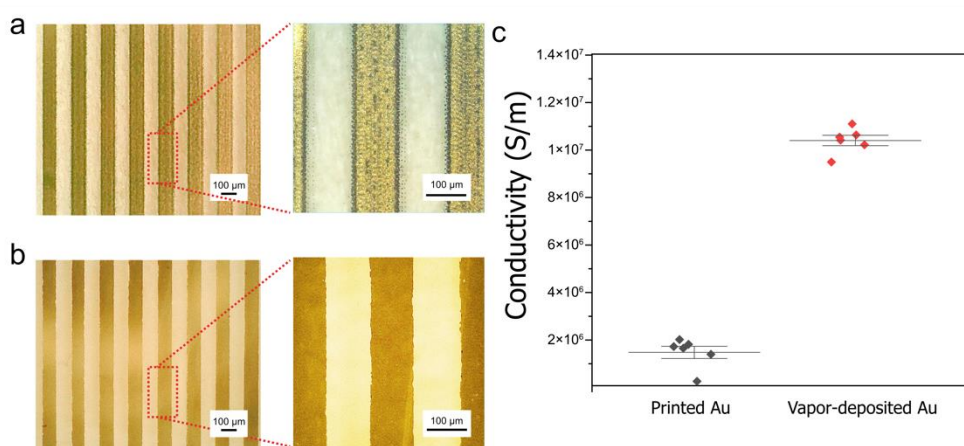 a
100 µm
100 µm
b
100 µm
100 µm
c
Conductivity (S/m)
1.4×10⁷
1.2×10⁷
1×10⁷
8×10⁶
6×10⁶
4×10⁶
2×10⁶
Printed Au
Vapor-deposited Au